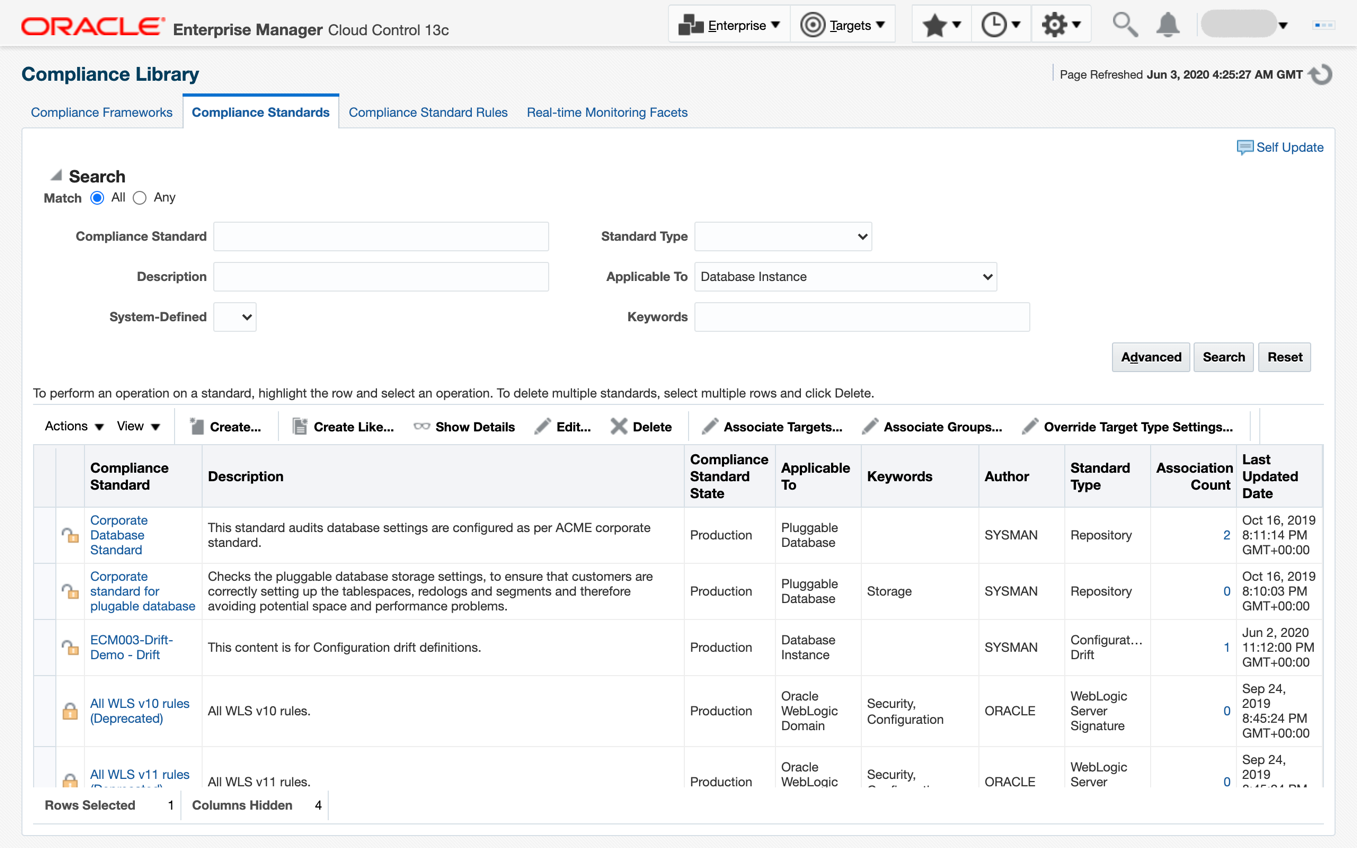 ORACLE® Enterprise Manager Cloud Control 13c
Enterprise
Targets
Compliance Library
Page Refreshed Jun 3, 2020 4:25:27 AM GMT
Compliance Frameworks
Compliance Standards
Compliance Standard Rules
Real-time Monitoring Facets
Self Update
Search
Match All Any
Compliance Standard
Standard Type
Description
Applicable To Database Instance
System-Defined
Keywords
Advanced
Search
Reset
To perform an operation on a standard, highlight the row and select an operation. To delete multiple standards, select multiple rows and click Delete.
Actions
View
Create...
Create Like...
Show Details
Edit...
Delete
Associate Targets...
Associate Groups...
Override Target Type Settings...
Compliance
Standard
Description
Compliance
Standard
State
Applicable
To
Keywords
Author
Standard
Type
Association
Count
Last
Updated
Date
Corporate
Database
Standard
This standard audits database settings are configured as per ACME corporate
standard.
Production
Pluggable
Database
SYSMAN
Repository
2
Oct 16, 2019
8:11:14 PM
GMT+00:00
Corporate
standard for
plugable database
Checks the pluggable database storage settings, to ensure that customers are
correctly setting up the tablespaces, redologs and segments and therefore
avoiding potential space and performance problems.
Production
Pluggable
Database
Storage
SYSMAN
Repository
0
Oct 16, 2019
8:10:03 PM
GMT+00:00
ECM003-Drift-
Demo - Drift
This content is for Configuration drift definitions.
Production
Database
Instance
SYSMAN
Configurat...
Drift
1
Jun 2, 2020
11:12:00 PM
GMT+00:00
All WLS v10 rules
(Deprecated)
All WLS v10 rules.
Production
Oracle
WebLogic
Domain
Security,
Configuration
ORACLE
WebLogic
Server
Signature
0
Sep 24,
2019
8:45:24 PM
GMT+00:00
All WLS v11 rules
All WLS v11 rules.
Production
Oracle
WebLogic
Security,
ORACLE
WebLogic
Server
0
Sep 24,
2019
Rows Selected 1
Columns Hidden 4